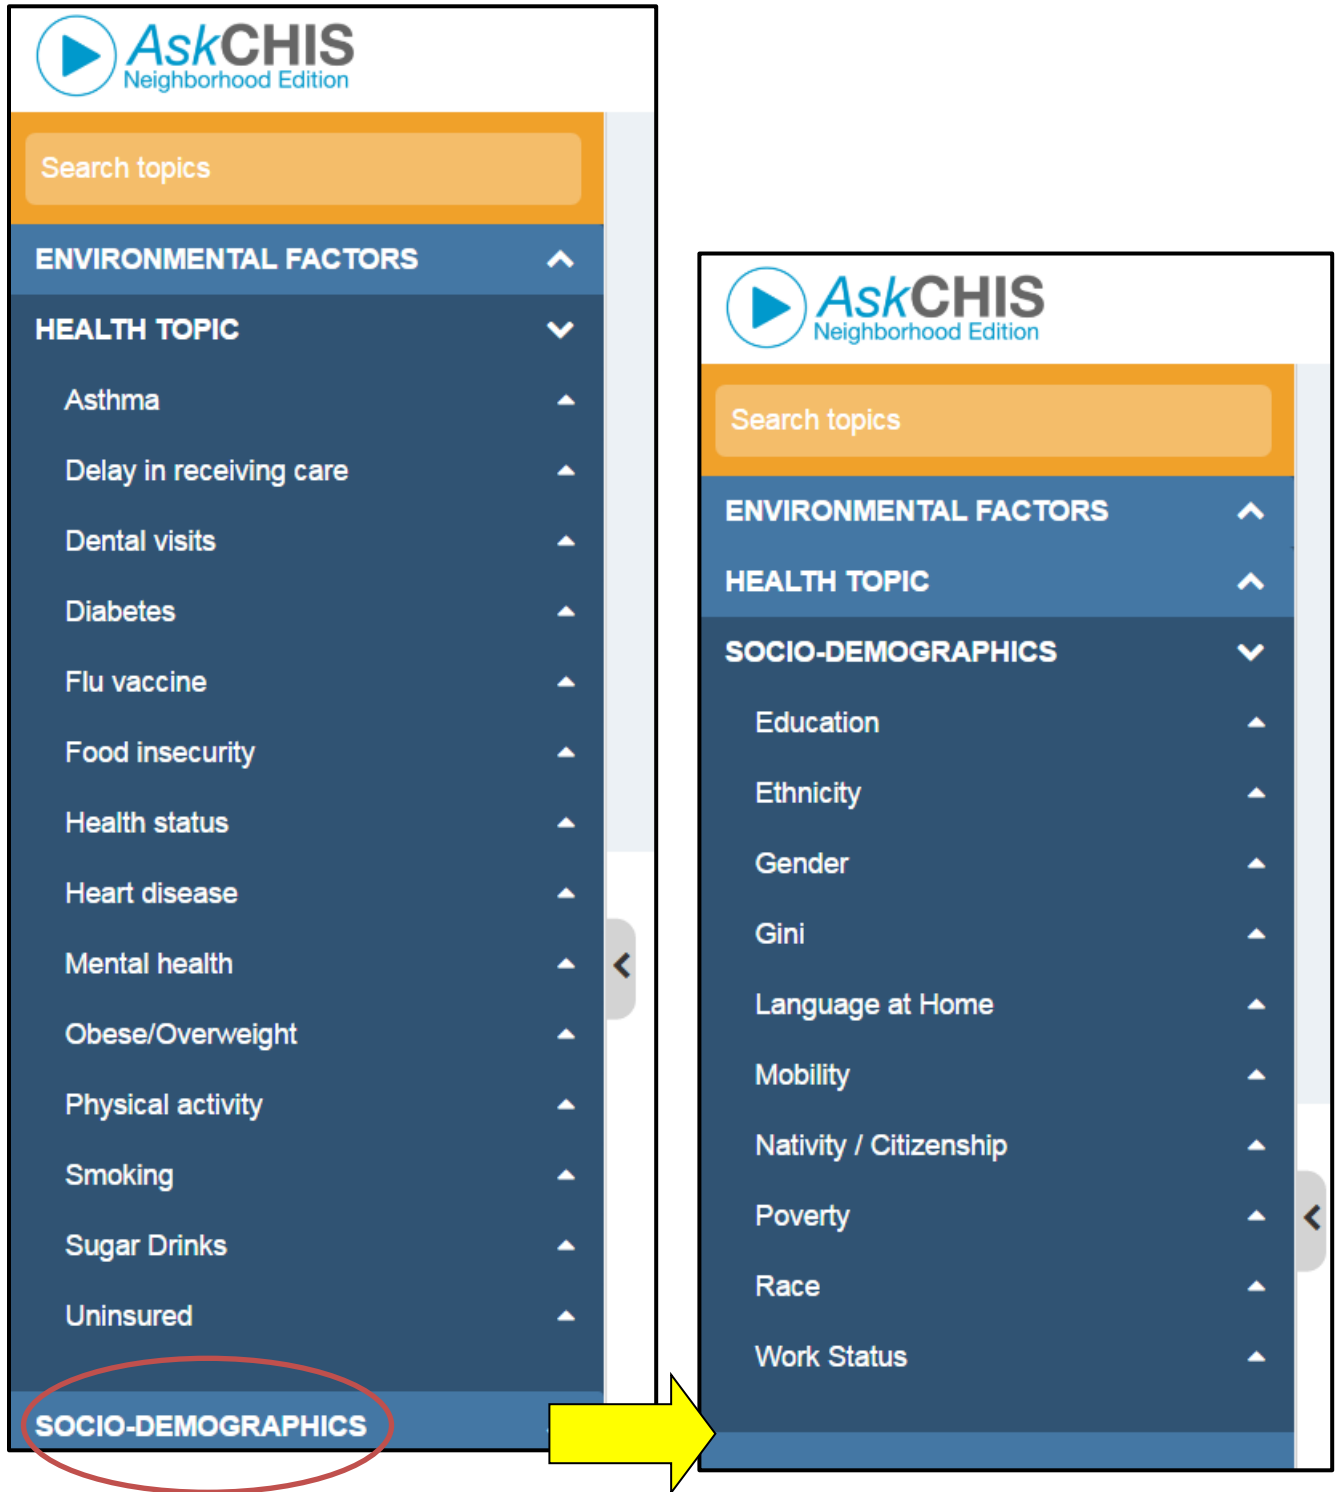 AskCHIS
Neighborhood Edition
Search topics
ENVIRONMENTAL FACTORS
HEALTH TOPIC
Asthma
Delay in receiving care
Dental visits
Diabetes
Flu vaccine
Food insecurity
Health status
Heart disease
Mental health
Obese/Overweight
Physical activity
Smoking
Sugar Drinks
Uninsured
SOCIO-DEMOGRAPHICS
AskCHIS
Neighborhood Edition
Search topics
ENVIRONMENTAL FACTORS
HEALTH TOPIC
SOCIO-DEMOGRAPHICS
Education
Ethnicity
Gender
Gini
Language at Home
Mobility
Nativity / Citizenship
Poverty
Race
Work Status